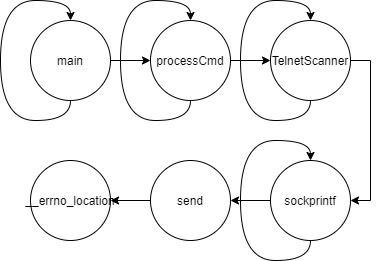 main
processCmd
TelnetScanner
__errno_location
send
sockprintf